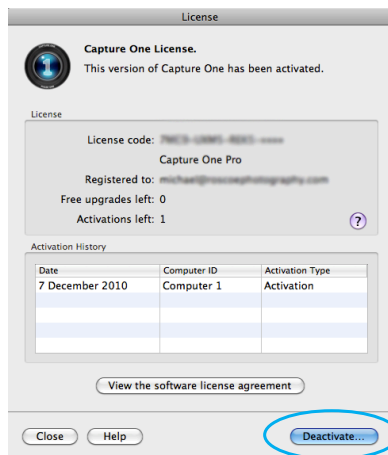 License
Capture One License.
This version of Capture One has been activated.
License
License code:
Capture One Pro
Registered to:
Free upgrades left: 0
Activations left: 1
?
Activation History
Date Computer ID Activation Type
7 December 2010 Computer 1 Activation
View the software license agreement
Close Help Deactivate...